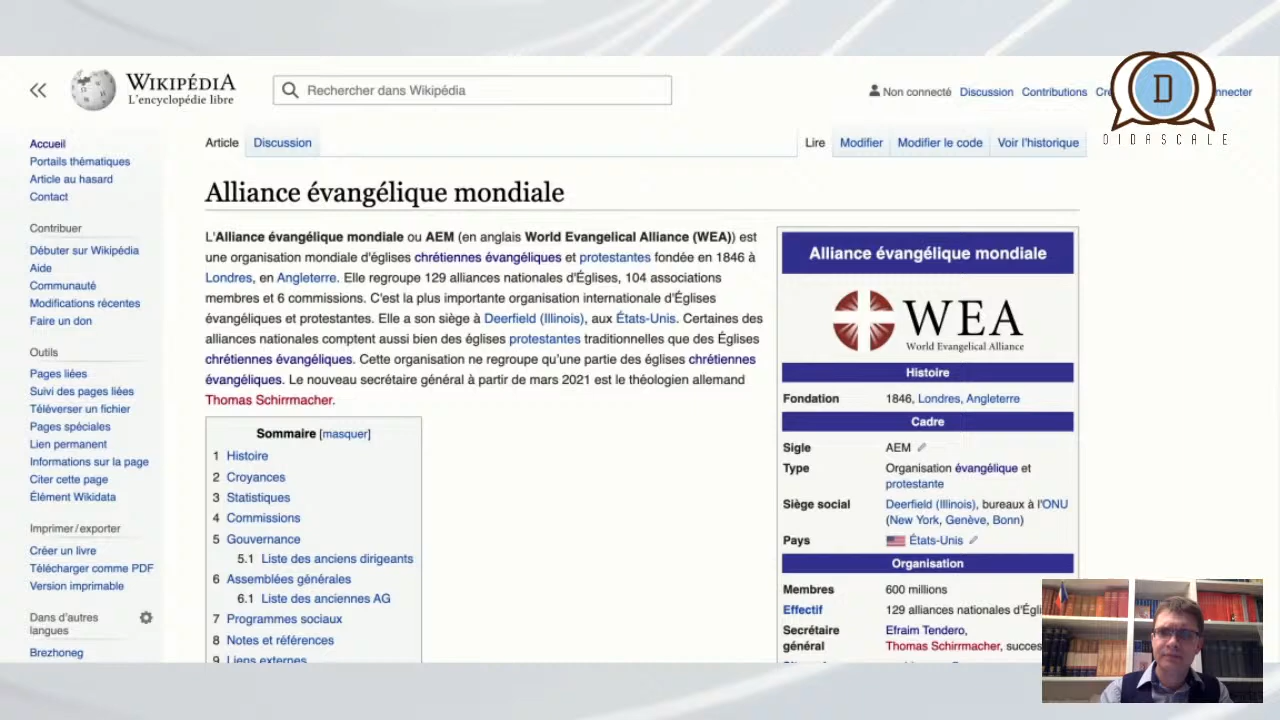 WIKIPÉDIA
L'encyclopédie libre
Rechercher dans Wikipédia
Non connecté Discussion Contributions
D
DIDASCALE
Accueil
Portails thématiques
Article au hasard
Contact
Contribuer
Débuter sur Wikipédia
Aide
Communauté
Modifications récentes
Faire un don
Outils
Pages liées
Suivi des pages liées
Téléverser un fichier
Pages spéciales
Lien permanent
Informations sur la page
Citer cette page
Élément Wikidata
Imprimer / exporter
Créer un livre
Télécharger comme PDF
Version imprimable
Dans d'autres
langues
Brezhoneg
Article Discussion Lire Modifier Modifier le code Voir l'historique
Alliance évangélique mondiale
L'Alliance évangélique mondiale ou AEM (en anglais World Evangelical Alliance (WEA)) est
une organisation mondiale d'églises chrétiennes évangéliques et protestantes fondée en 1846 à
Londres, en Angleterre. Elle regroupe 129 alliances nationales d'Églises, 104 associations
membres et 6 commissions. C'est la plus importante organisation internationale d'Églises
évangéliques et protestantes. Elle a son siège à Deerfield (Illinois), aux États-Unis. Certaines des
alliances nationales comptent aussi bien des églises protestantes traditionnelles que des Églises
chrétiennes évangéliques. Cette organisation ne regroupe qu'une partie des églises chrétiennes
évangéliques. Le nouveau secrétaire général à partir de mars 2021 est le théologien allemand
Thomas Schirrmacher.
Sommaire [masquer]
1 Histoire
2 Croyances
3 Statistiques
4 Commissions
5 Gouvernance
5.1 Liste des anciens dirigeants
6 Assemblées générales
6.1 Liste des anciennes AG
7 Programmes sociaux
8 Notes et références
9 Liens externes
Alliance évangélique mondiale
WEA
World Evangelical Alliance
Histoire
Fondation 1846, Londres, Angleterre
Cadre
Sigle AEM
Type Organisation évangélique et
protestante
Siège social Deerfield (Illinois), bureaux à l'ONU
(New York, Genève, Bonn)
Pays États-Unis
Organisation
Membres 600 millions
Effectif 129 alliances nationales d'Égli
Secrétaire Efraim Tendero,
général Thomas Schirrmacher, succes